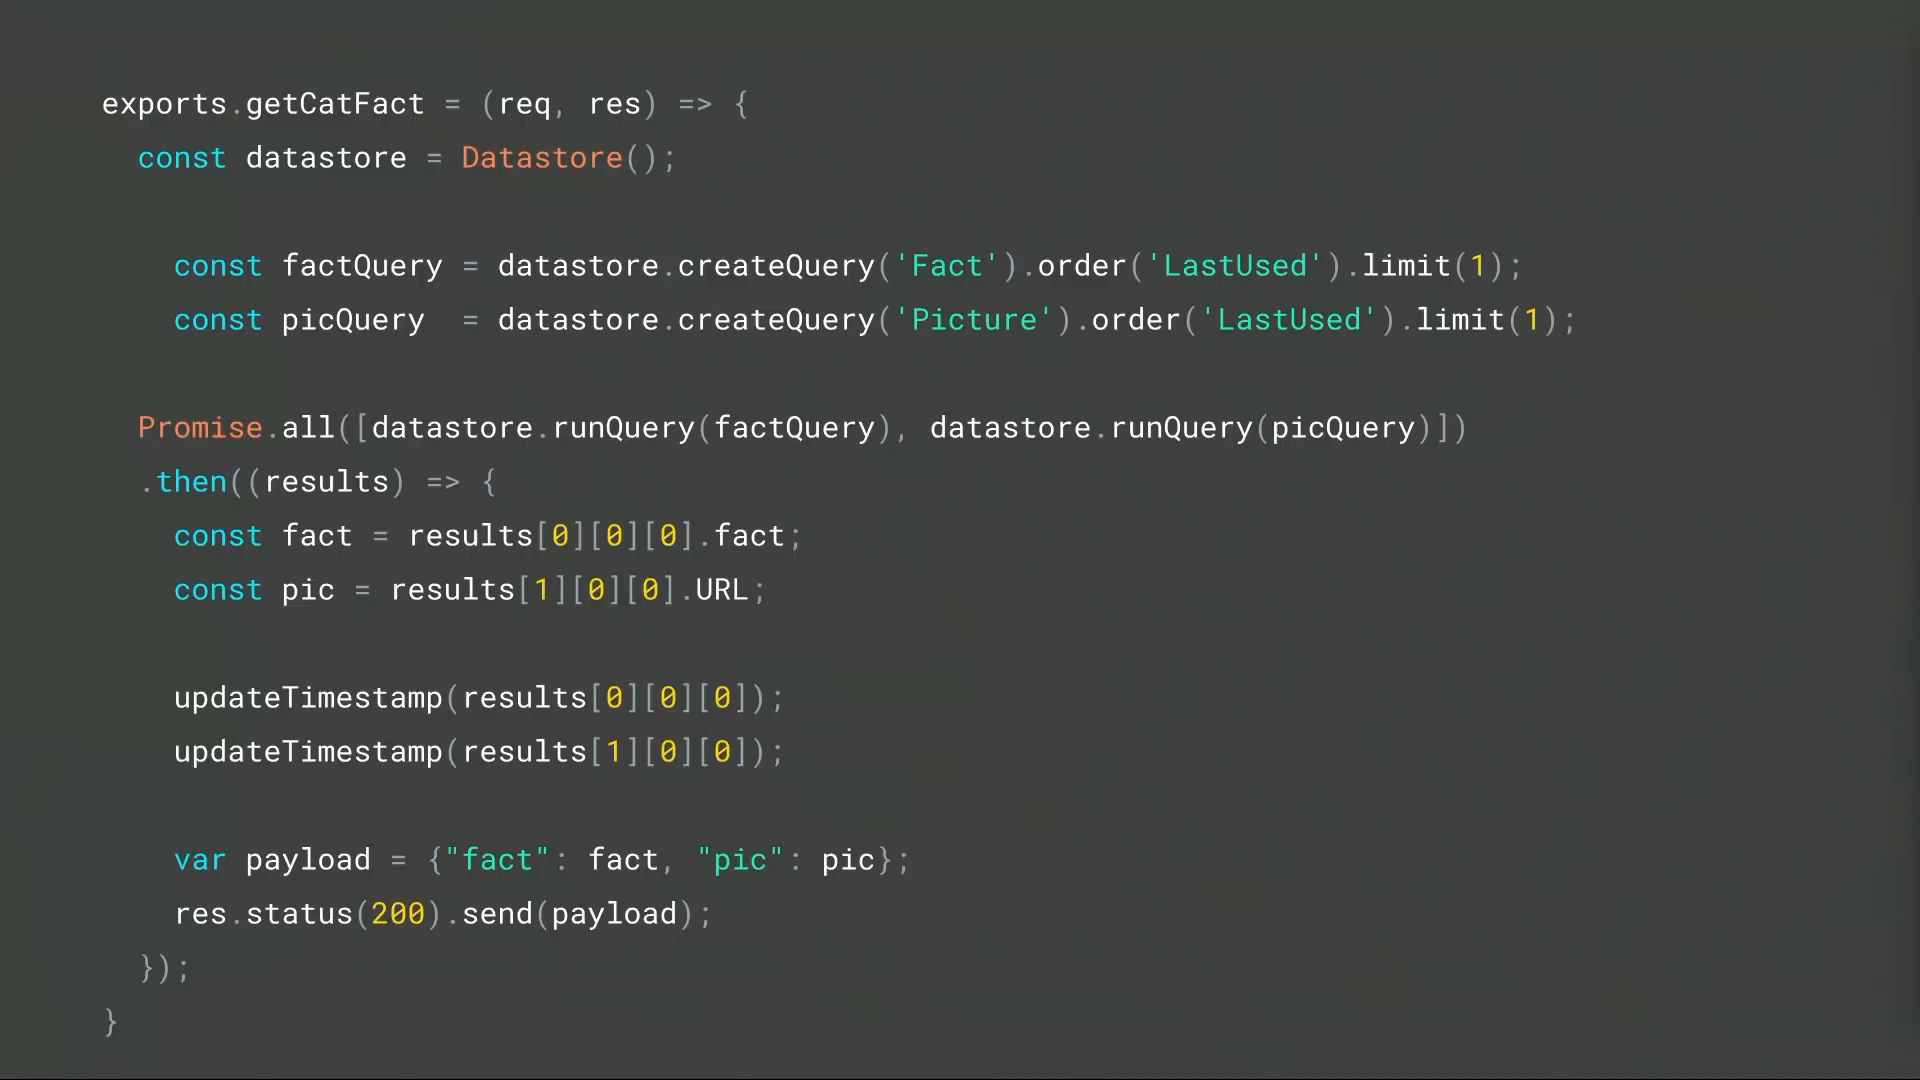 exports.getCatFact = (req, res) => {
  const datastore = Datastore();

    const factQuery = datastore.createQuery('Fact').order('LastUsed').limit(1);
    const picQuery  = datastore.createQuery('Picture').order('LastUsed').limit(1);

  Promise.all([datastore.runQuery(factQuery), datastore.runQuery(picQuery)])
  .then((results) => {
    const fact = results[0][0][0].fact;
    const pic = results[1][0][0].URL;

    updateTimestamp(results[0][0][0]);
    updateTimestamp(results[1][0][0]);

    var payload = {"fact": fact, "pic": pic};
    res.status(200).send(payload);
  });
}